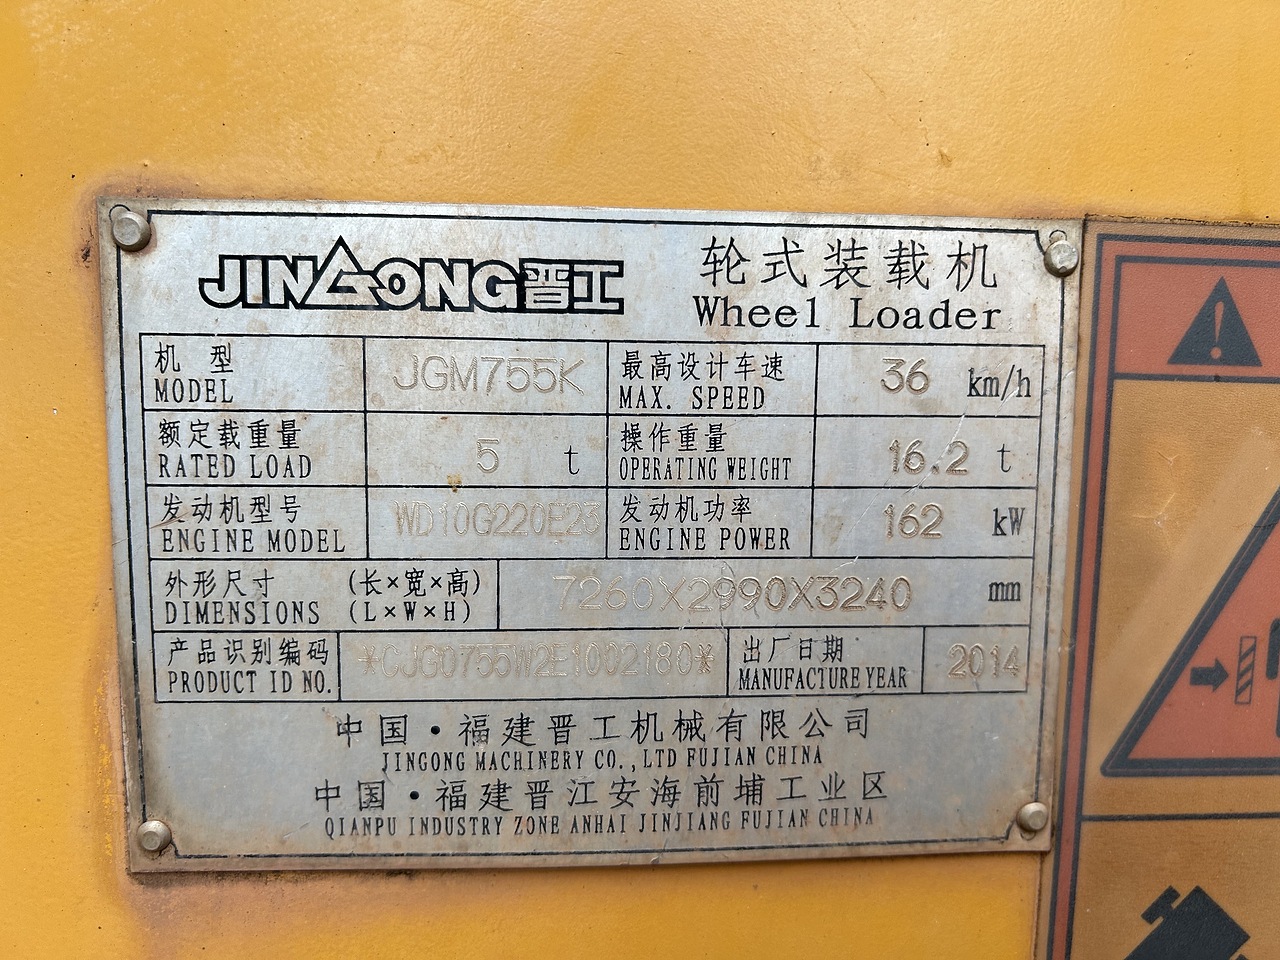 JINGONG晋工
轮式装载机
Wheel Loader
机 型
MODEL
JGM755K
最高设计车速
MAX. SPEED
36 km/h
额定载重量
RATED LOAD
5 t
操作重量
OPERATING WEIGHT
16.2 t
发动机型号
ENGINE MODEL
WD10G220E23
发动机功率
ENGINE POWER
162 kW
外形尺寸 (长×宽×高)
DIMENSIONS (L×W×H)
7260X2990X3240 mm
产品识别编码
PRODUCT ID NO.
*CJG0755W2E1002180*
出厂日期
MANUFACTURE YEAR
2014
中国·福建晋工机械有限公司
JINGONG MACHINERY CO.,LTD FUJIAN CHINA
中国·福建晋江安海前埔工业区
QIANPU INDUSTRY ZONE ANHAI JINJIANG FUJIAN CHINA